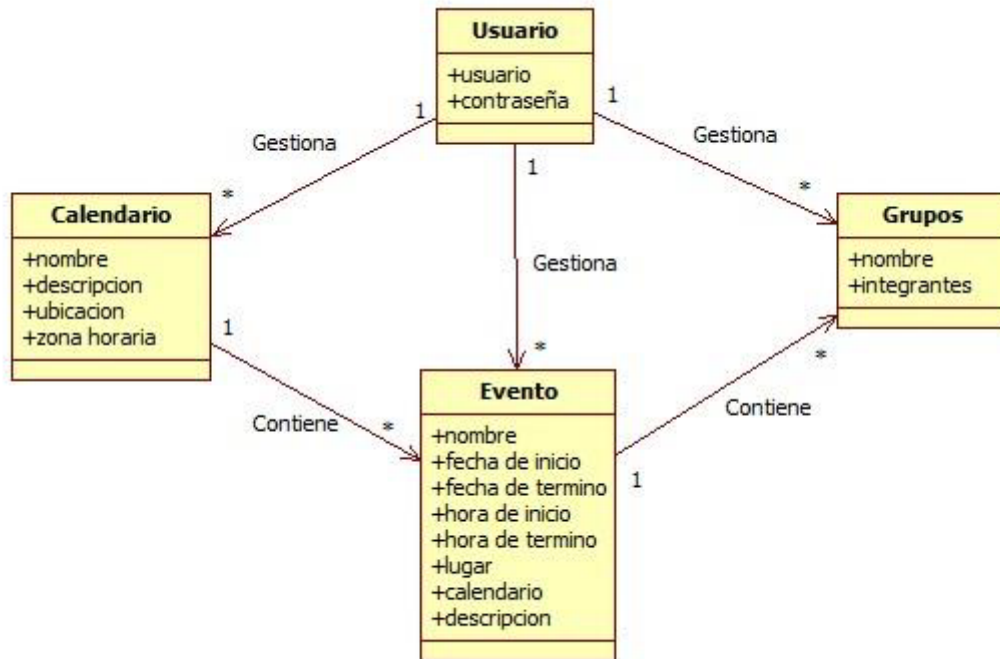 Usuario
+usuario
+contraseña
1
1
Gestiona
Gestiona
1
*
*
Calendario
+nombre
+descripcion
+ubicacion
+zona horaria
Grupos
+nombre
+integrantes
Gestiona
1
*
*
Contiene
*
Contiene
1
Evento
+nombre
+fecha de inicio
+fecha de termino
+hora de inicio
+hora de termino
+lugar
+calendario
+descripcion